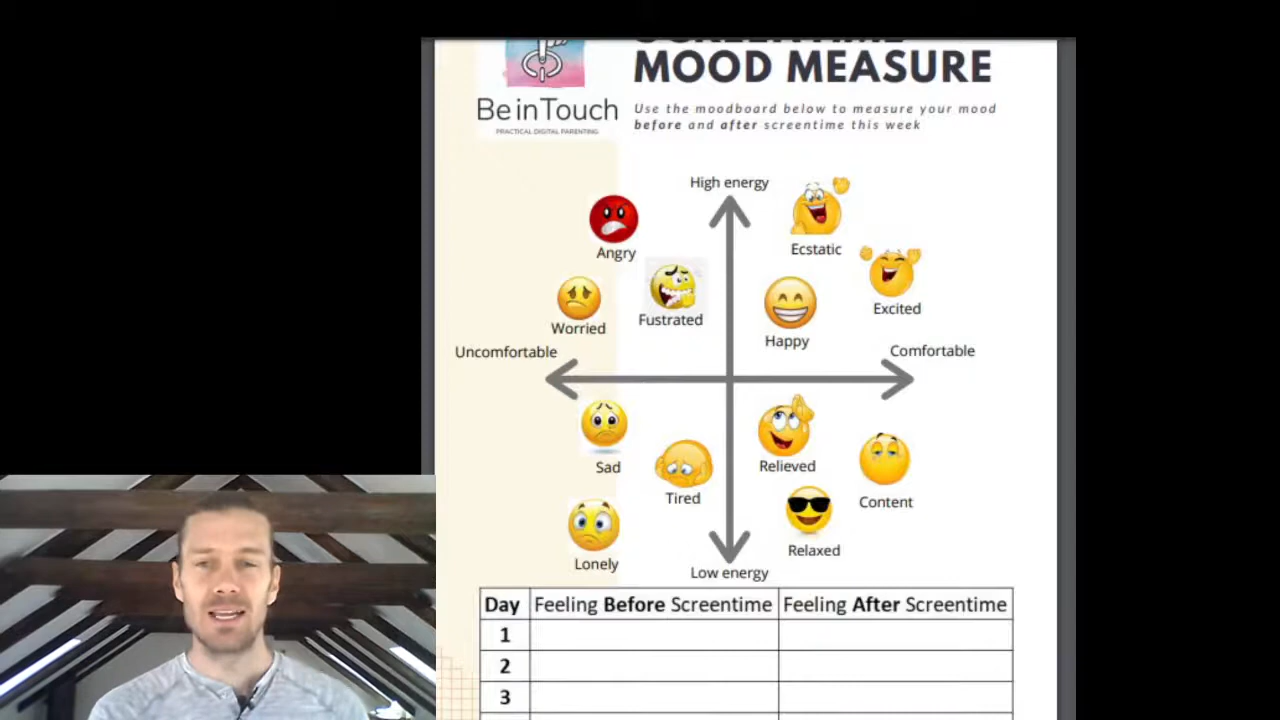 MOOD MEASURE
Be in Touch
PRACTICAL DIGITAL PARENTING
Use the moodboard below to measure your mood
before and after screentime this week
High energy
Angry
Ecstatic
Worried
Fustrated
Happy
Excited
Uncomfortable
Comfortable
Sad
Tired
Relieved
Content
Lonely
Relaxed
Low energy
Day Feeling Before Screentime Feeling After Screentime
1
2
3